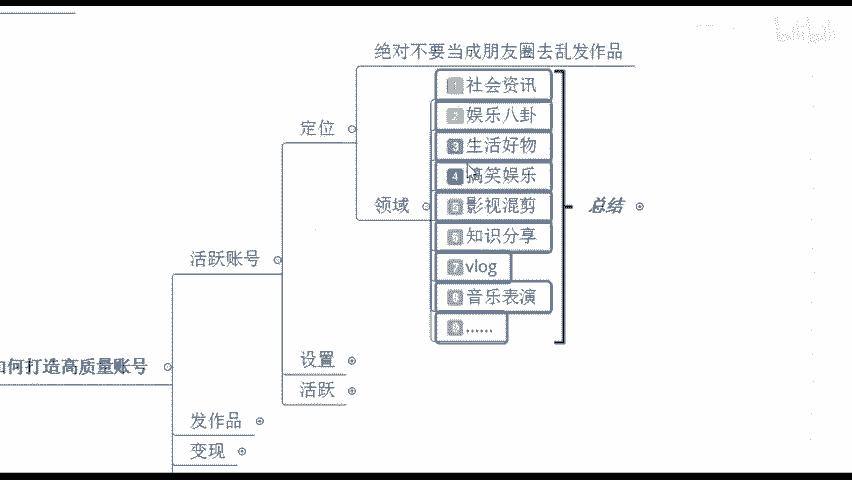 绝对不要当成朋友圈去乱发作品
1 社会资讯
2 娱乐八卦
定位
3 生活好物
4 搞笑娱乐
领域
5 影视混剪
总结
6 知识分享
活跃账号
7 vlog
8 音乐表演
9 ……
设置
如何打造高质量账号
活跃
发作品
变现
bilibili